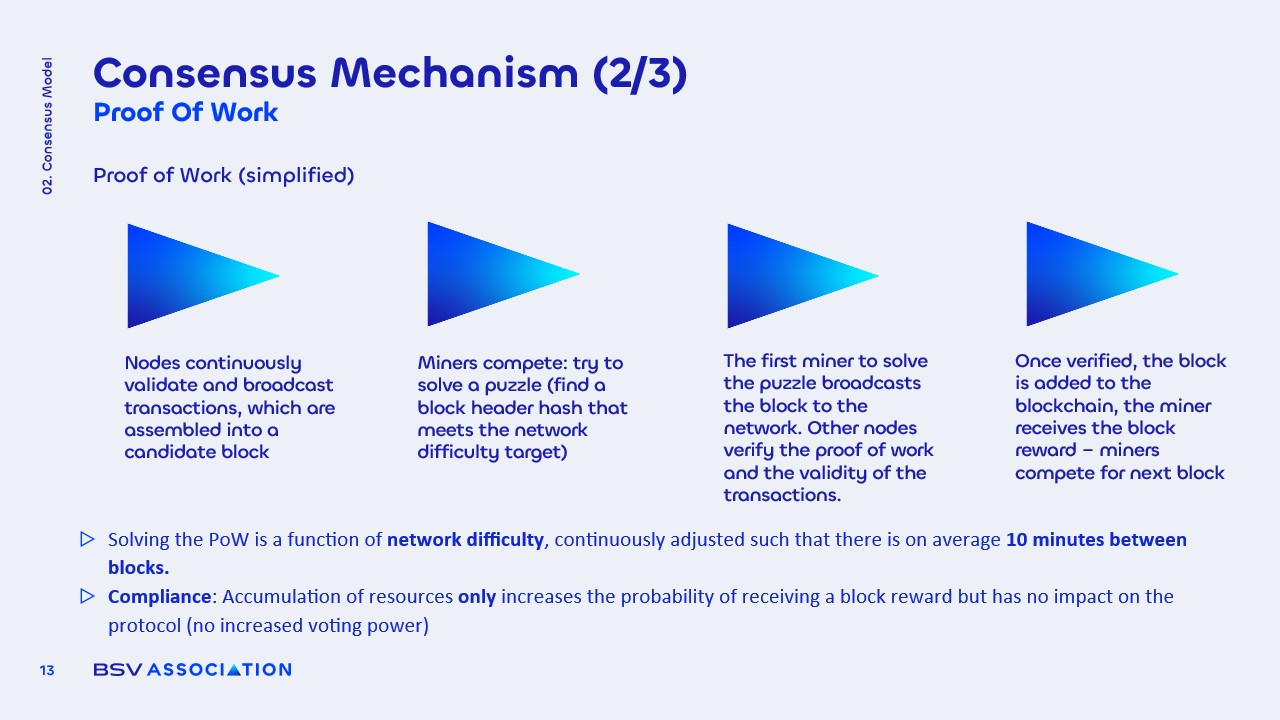 02. Consensus Model
Consensus Mechanism (2/3)
Proof Of Work
Proof of Work (simplified)
Nodes continuously
validate and broadcast
transactions, which are
assembled into a
candidate block
Miners compete: try to
solve a puzzle (find a
block header hash that
meets the network
difficulty target)
The first miner to solve
the puzzle broadcasts
the block to the
network. Other nodes
verify the proof of work
and the validity of the
transactions.
Once verified, the block
is added to the
blockchain, the miner
receives the block
reward – miners
compete for next block
Solving the PoW is a function of network difficulty, continuously adjusted such that there is on average 10 minutes between
blocks.
Compliance: Accumulation of resources only increases the probability of receiving a block reward but has no impact on the
protocol (no increased voting power)
13
BSV ASSOCIATION